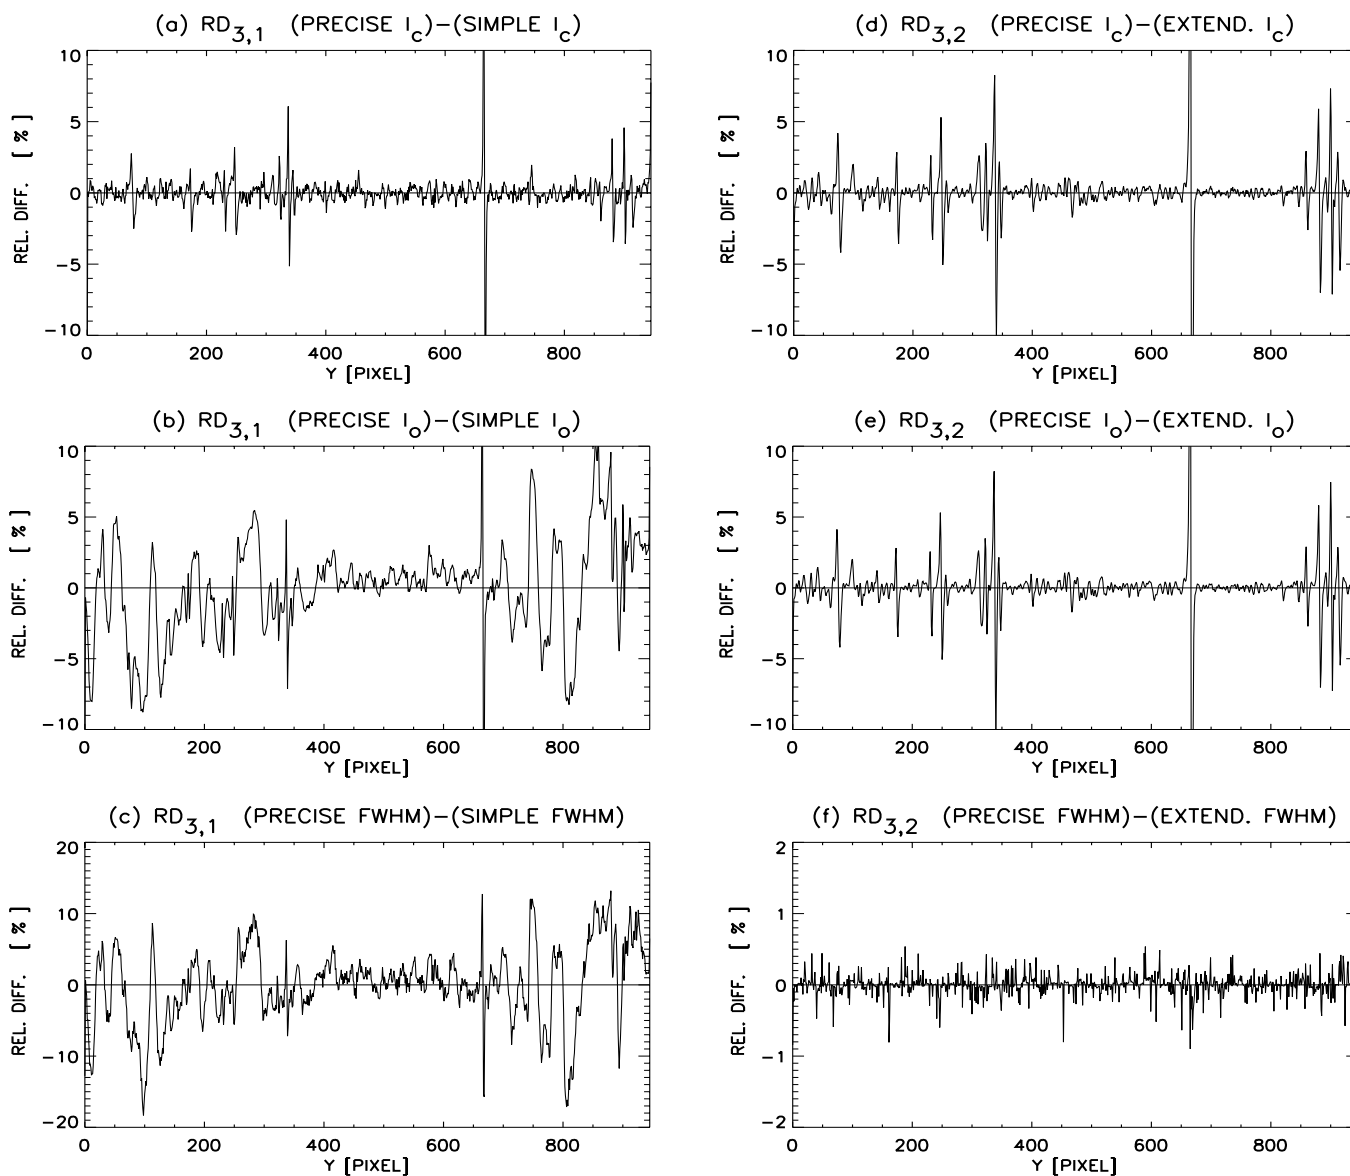 (a) RD3,1 (PRECISE Ic)−(SIMPLE Ic)
REL. DIFF. [ % ]
10
5
0
−5
−10
0 200 400 600 800
Y [PIXEL]
(d) RD3,2 (PRECISE Ic)−(EXTEND. Ic)
REL. DIFF. [ % ]
10
5
0
−5
−10
0 200 400 600 800
Y [PIXEL]
(b) RD3,1 (PRECISE Io)−(SIMPLE Io)
REL. DIFF. [ % ]
10
5
0
−5
−10
0 200 400 600 800
Y [PIXEL]
(e) RD3,2 (PRECISE Io)−(EXTEND. Io)
REL. DIFF. [ % ]
10
5
0
−5
−10
0 200 400 600 800
Y [PIXEL]
(c) RD3,1 (PRECISE FWHM)−(SIMPLE FWHM)
REL. DIFF. [ % ]
20
10
0
−10
−20
0 200 400 600 800
Y [PIXEL]
(f) RD3,2 (PRECISE FWHM)−(EXTEND. FWHM)
REL. DIFF. [ % ]
2
1
0
−1
−2
0 200 400 600 800
Y [PIXEL]